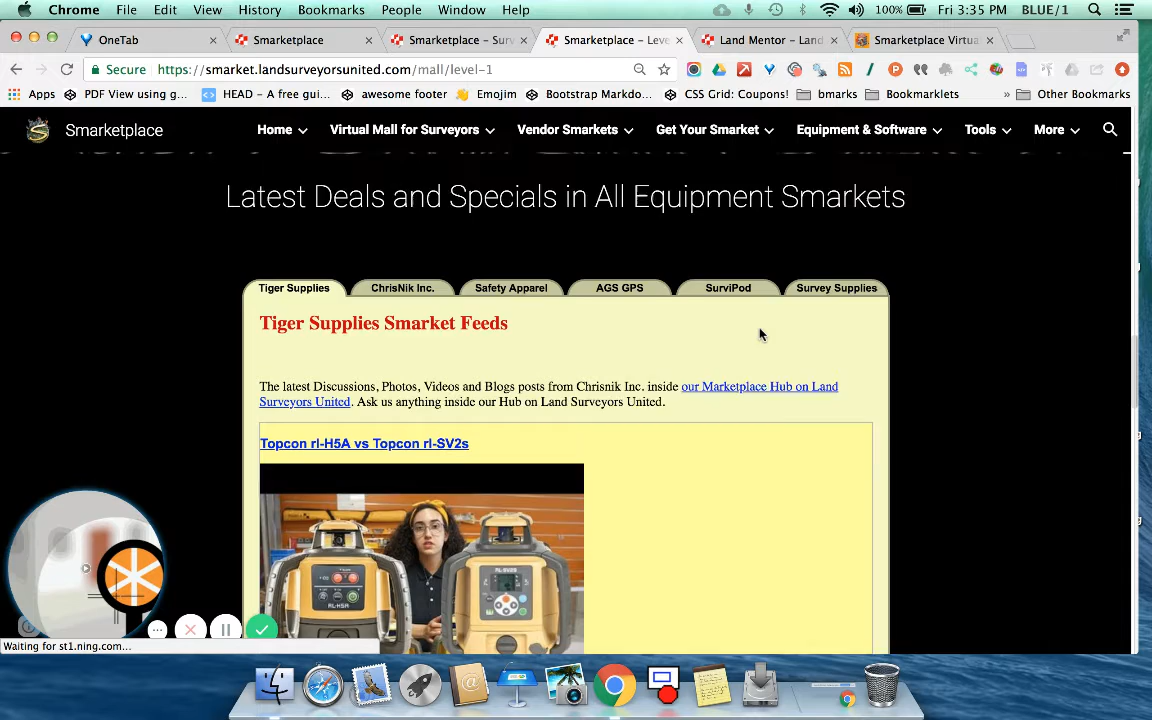 Chrome File Edit View History Bookmarks People Window Help 100% Fri 3:35 PM BLUE/1
OneTab Smarketplace Smarketplace – Surv Smarketplace – Leve Land Mentor – Land Smarketplace Virtua
Secure https://smarket.landsurveyorsunited.com/mall/level-1
Apps PDF View using g... HEAD - A free gui... awesome footer Emojim Bootstrap Markdo... CSS Grid: Coupons! bmarks Bookmarklets » Other Bookmarks
Smarketplace Home Virtual Mall for Surveyors Vendor Smarkets Get Your Smarket Equipment & Software Tools More
Latest Deals and Specials in All Equipment Smarkets
Tiger Supplies ChrisNik Inc. Safety Apparel AGS GPS SurviPod Survey Supplies
Tiger Supplies Smarket Feeds
The latest Discussions, Photos, Videos and Blogs posts from Chrisnik Inc. inside our Marketplace Hub on Land
Surveyors United. Ask us anything inside our Hub on Land Surveyors United.
Topcon rl-H5A vs Topcon rl-SV2s
RL-H5A RL-SV2S
Waiting for st1.ning.com...